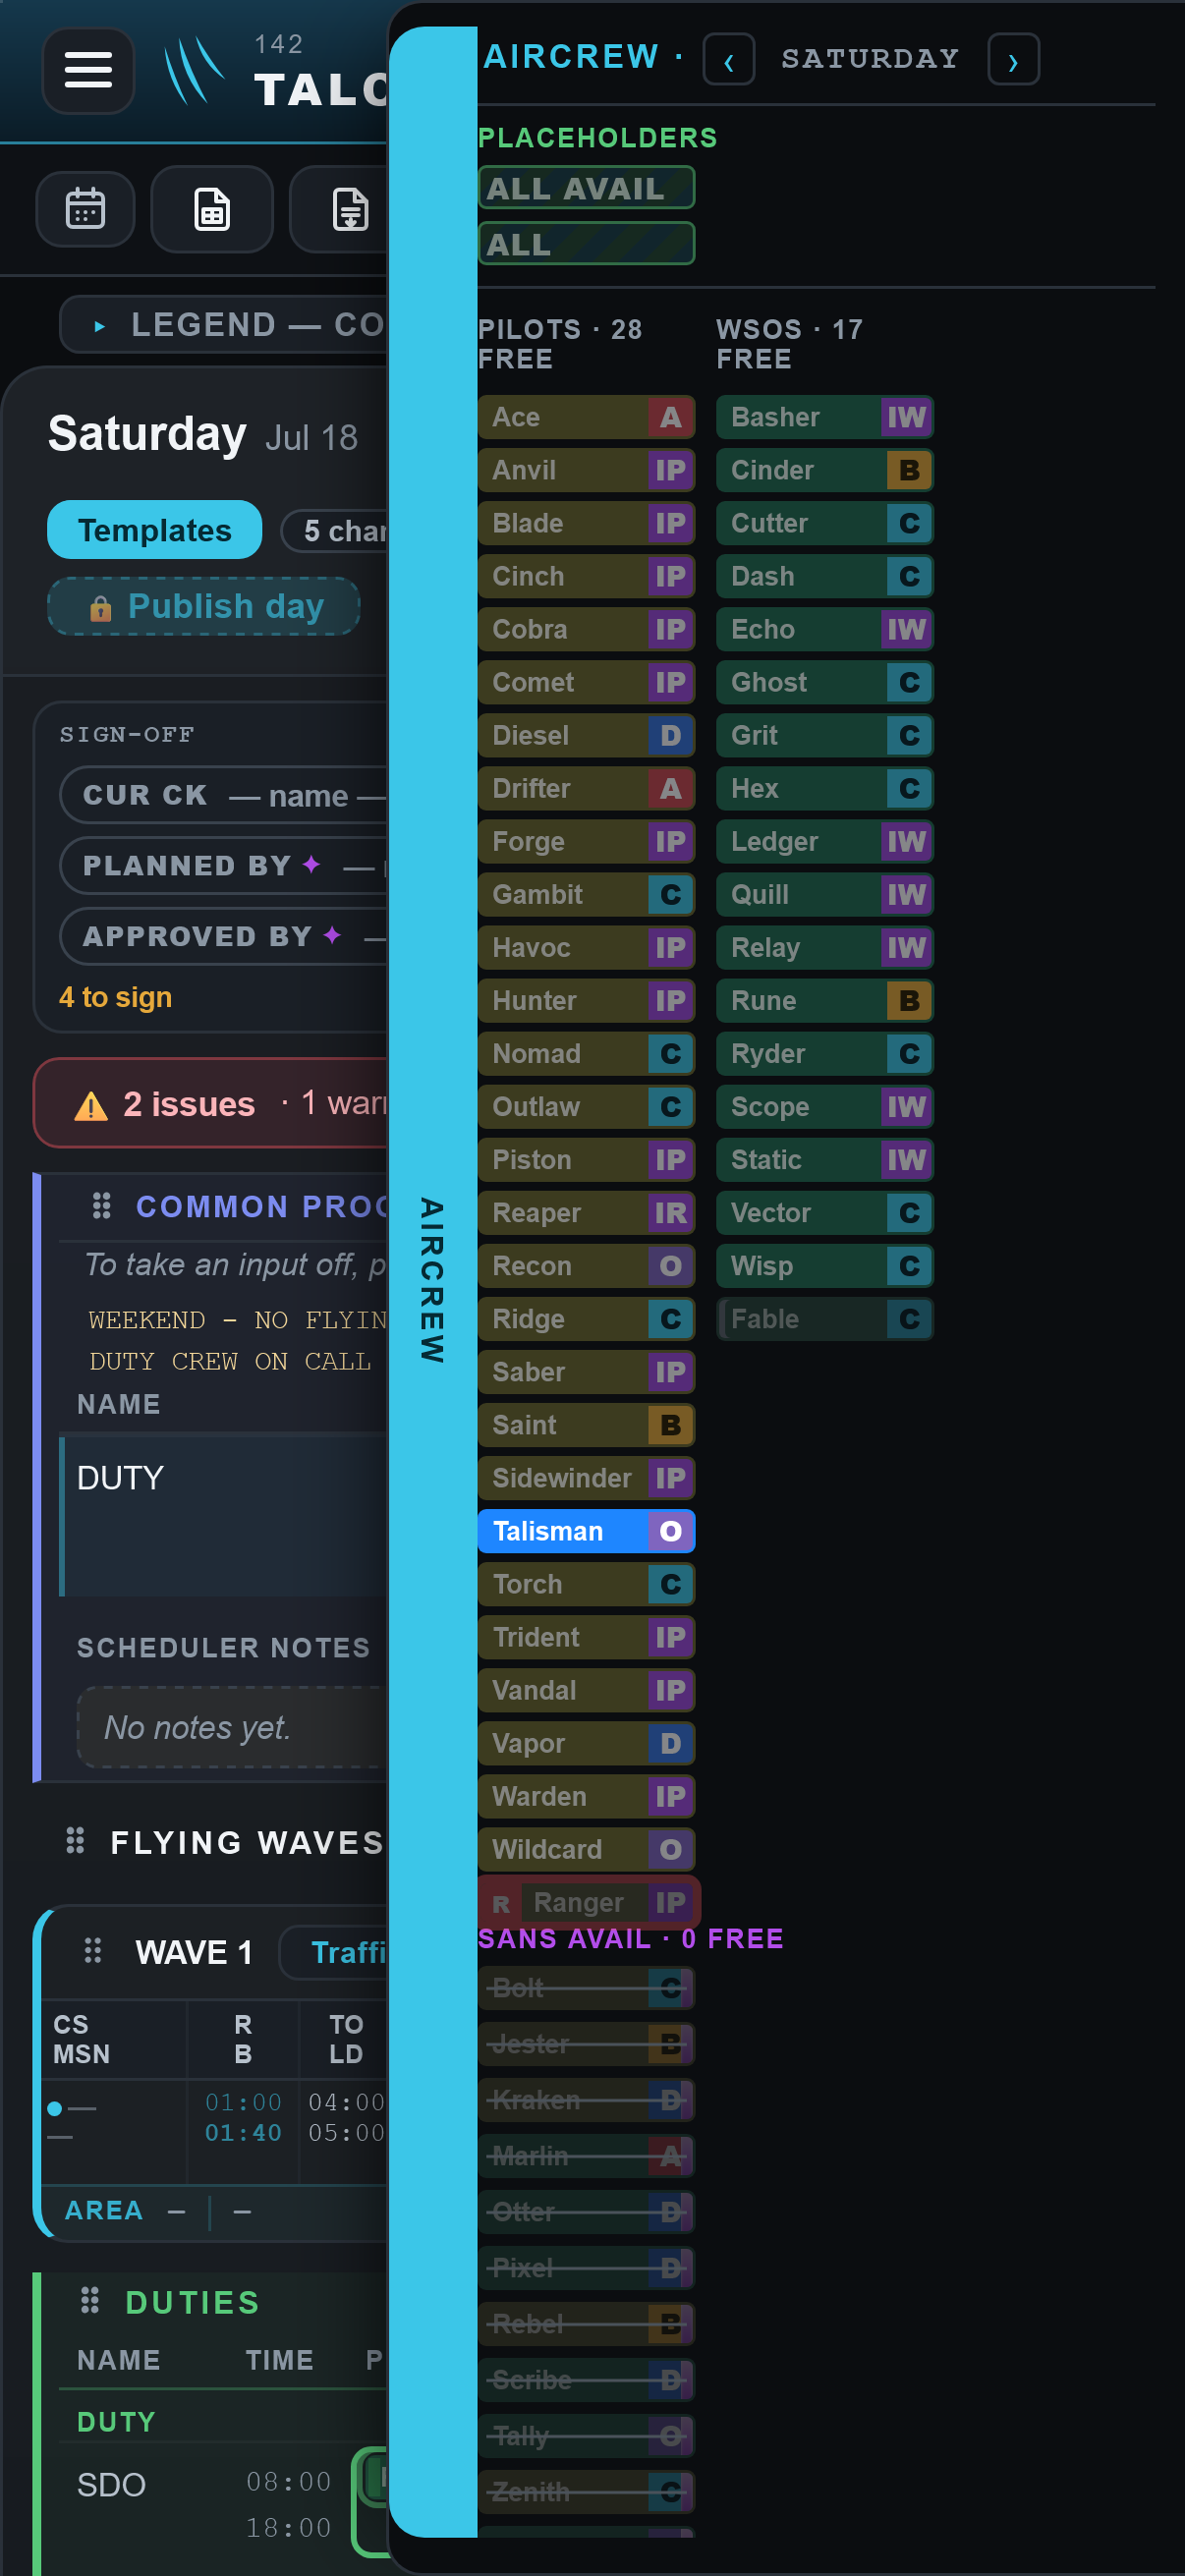 142
TALO
LEGEND — CO
Saturday Jul 18
Templates
5 char
Publish day
SIGN-OFF
CUR CK — name —
PLANNED BY —
APPROVED BY —
4 to sign
2 issues · 1 warn
COMMON PROC
To take an input off, p
WEEKEND - NO FLYIN
DUTY CREW ON CALL
NAME
DUTY
SCHEDULER NOTES
No notes yet.
FLYING WAVES
WAVE 1 Traffi
CS R TO
MSN B LD
— 01:00 04:00
— 01:40 05:00
AREA — —
DUTIES
NAME TIME P
DUTY
SDO 08:00
18:00
AIRCREW
AIRCREW · ‹ SATURDAY ›
PLACEHOLDERS
ALL AVAIL
ALL
PILOTS · 28 FREE
Ace A
Anvil IP
Blade IP
Cinch IP
Cobra IP
Comet IP
Diesel D
Drifter A
Forge IP
Gambit C
Havoc IP
Hunter IP
Nomad C
Outlaw C
Piston IP
Reaper IR
Recon O
Ridge C
Saber IP
Saint B
Sidewinder IP
Talisman O
Torch C
Trident IP
Vandal IP
Vapor D
Warden IP
Wildcard O
R Ranger IP
WSOS · 17 FREE
Basher IW
Cinder B
Cutter C
Dash C
Echo IW
Ghost C
Grit C
Hex C
Ledger IW
Quill IW
Relay IW
Rune B
Ryder C
Scope IW
Static IW
Vector C
Wisp C
Fable C
SANS AVAIL · 0 FREE
Bolt C
Jester B
Kraken D
Marlin A
Otter D
Pixel D
Rebel B
Scribe D
Tally O
Zenith C